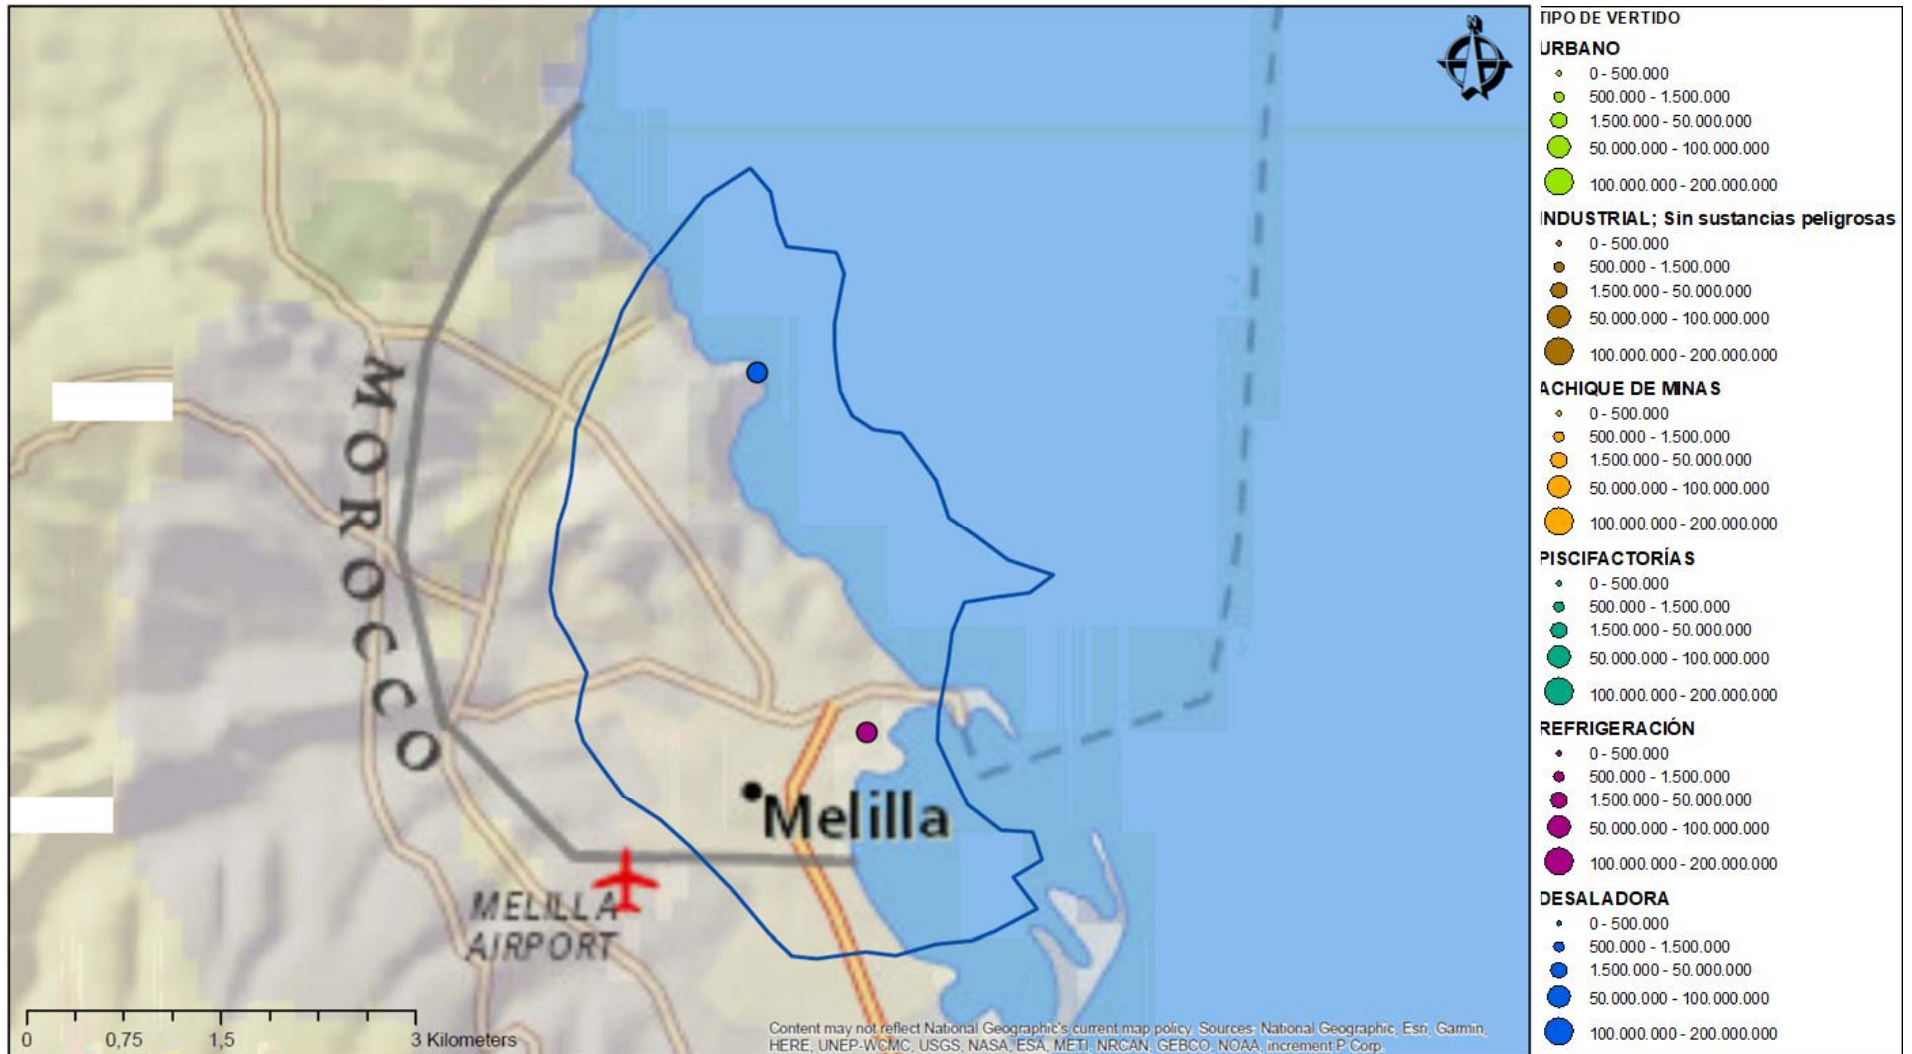 N
MOROCCO
Melilla
MELILLA
AIRPORT
0 0,75 1,5 3 Kilometers
Content may not reflect National Geographic's current map policy. Sources: National Geographic, Esri, Garmin,
HERE, UNEP-WCMC, USGS, NASA, ESA, METI, NRCAN, GEBCO, NOAA, increment P Corp.
TIPO DE VERTIDO
URBANO
0 - 500.000
500.000 - 1.500.000
1.500.000 - 50.000.000
50.000.000 - 100.000.000
100.000.000 - 200.000.000
INDUSTRIAL; Sin sustancias peligrosas
0 - 500.000
500.000 - 1.500.000
1.500.000 - 50.000.000
50.000.000 - 100.000.000
100.000.000 - 200.000.000
ACHIQUE DE MINAS
0 - 500.000
500.000 - 1.500.000
1.500.000 - 50.000.000
50.000.000 - 100.000.000
100.000.000 - 200.000.000
PISCIFACTORÍAS
0 - 500.000
500.000 - 1.500.000
1.500.000 - 50.000.000
50.000.000 - 100.000.000
100.000.000 - 200.000.000
REFRIGERACIÓN
0 - 500.000
500.000 - 1.500.000
1.500.000 - 50.000.000
50.000.000 - 100.000.000
100.000.000 - 200.000.000
DESALADORA
0 - 500.000
500.000 - 1.500.000
1.500.000 - 50.000.000
50.000.000 - 100.000.000
100.000.000 - 200.000.000